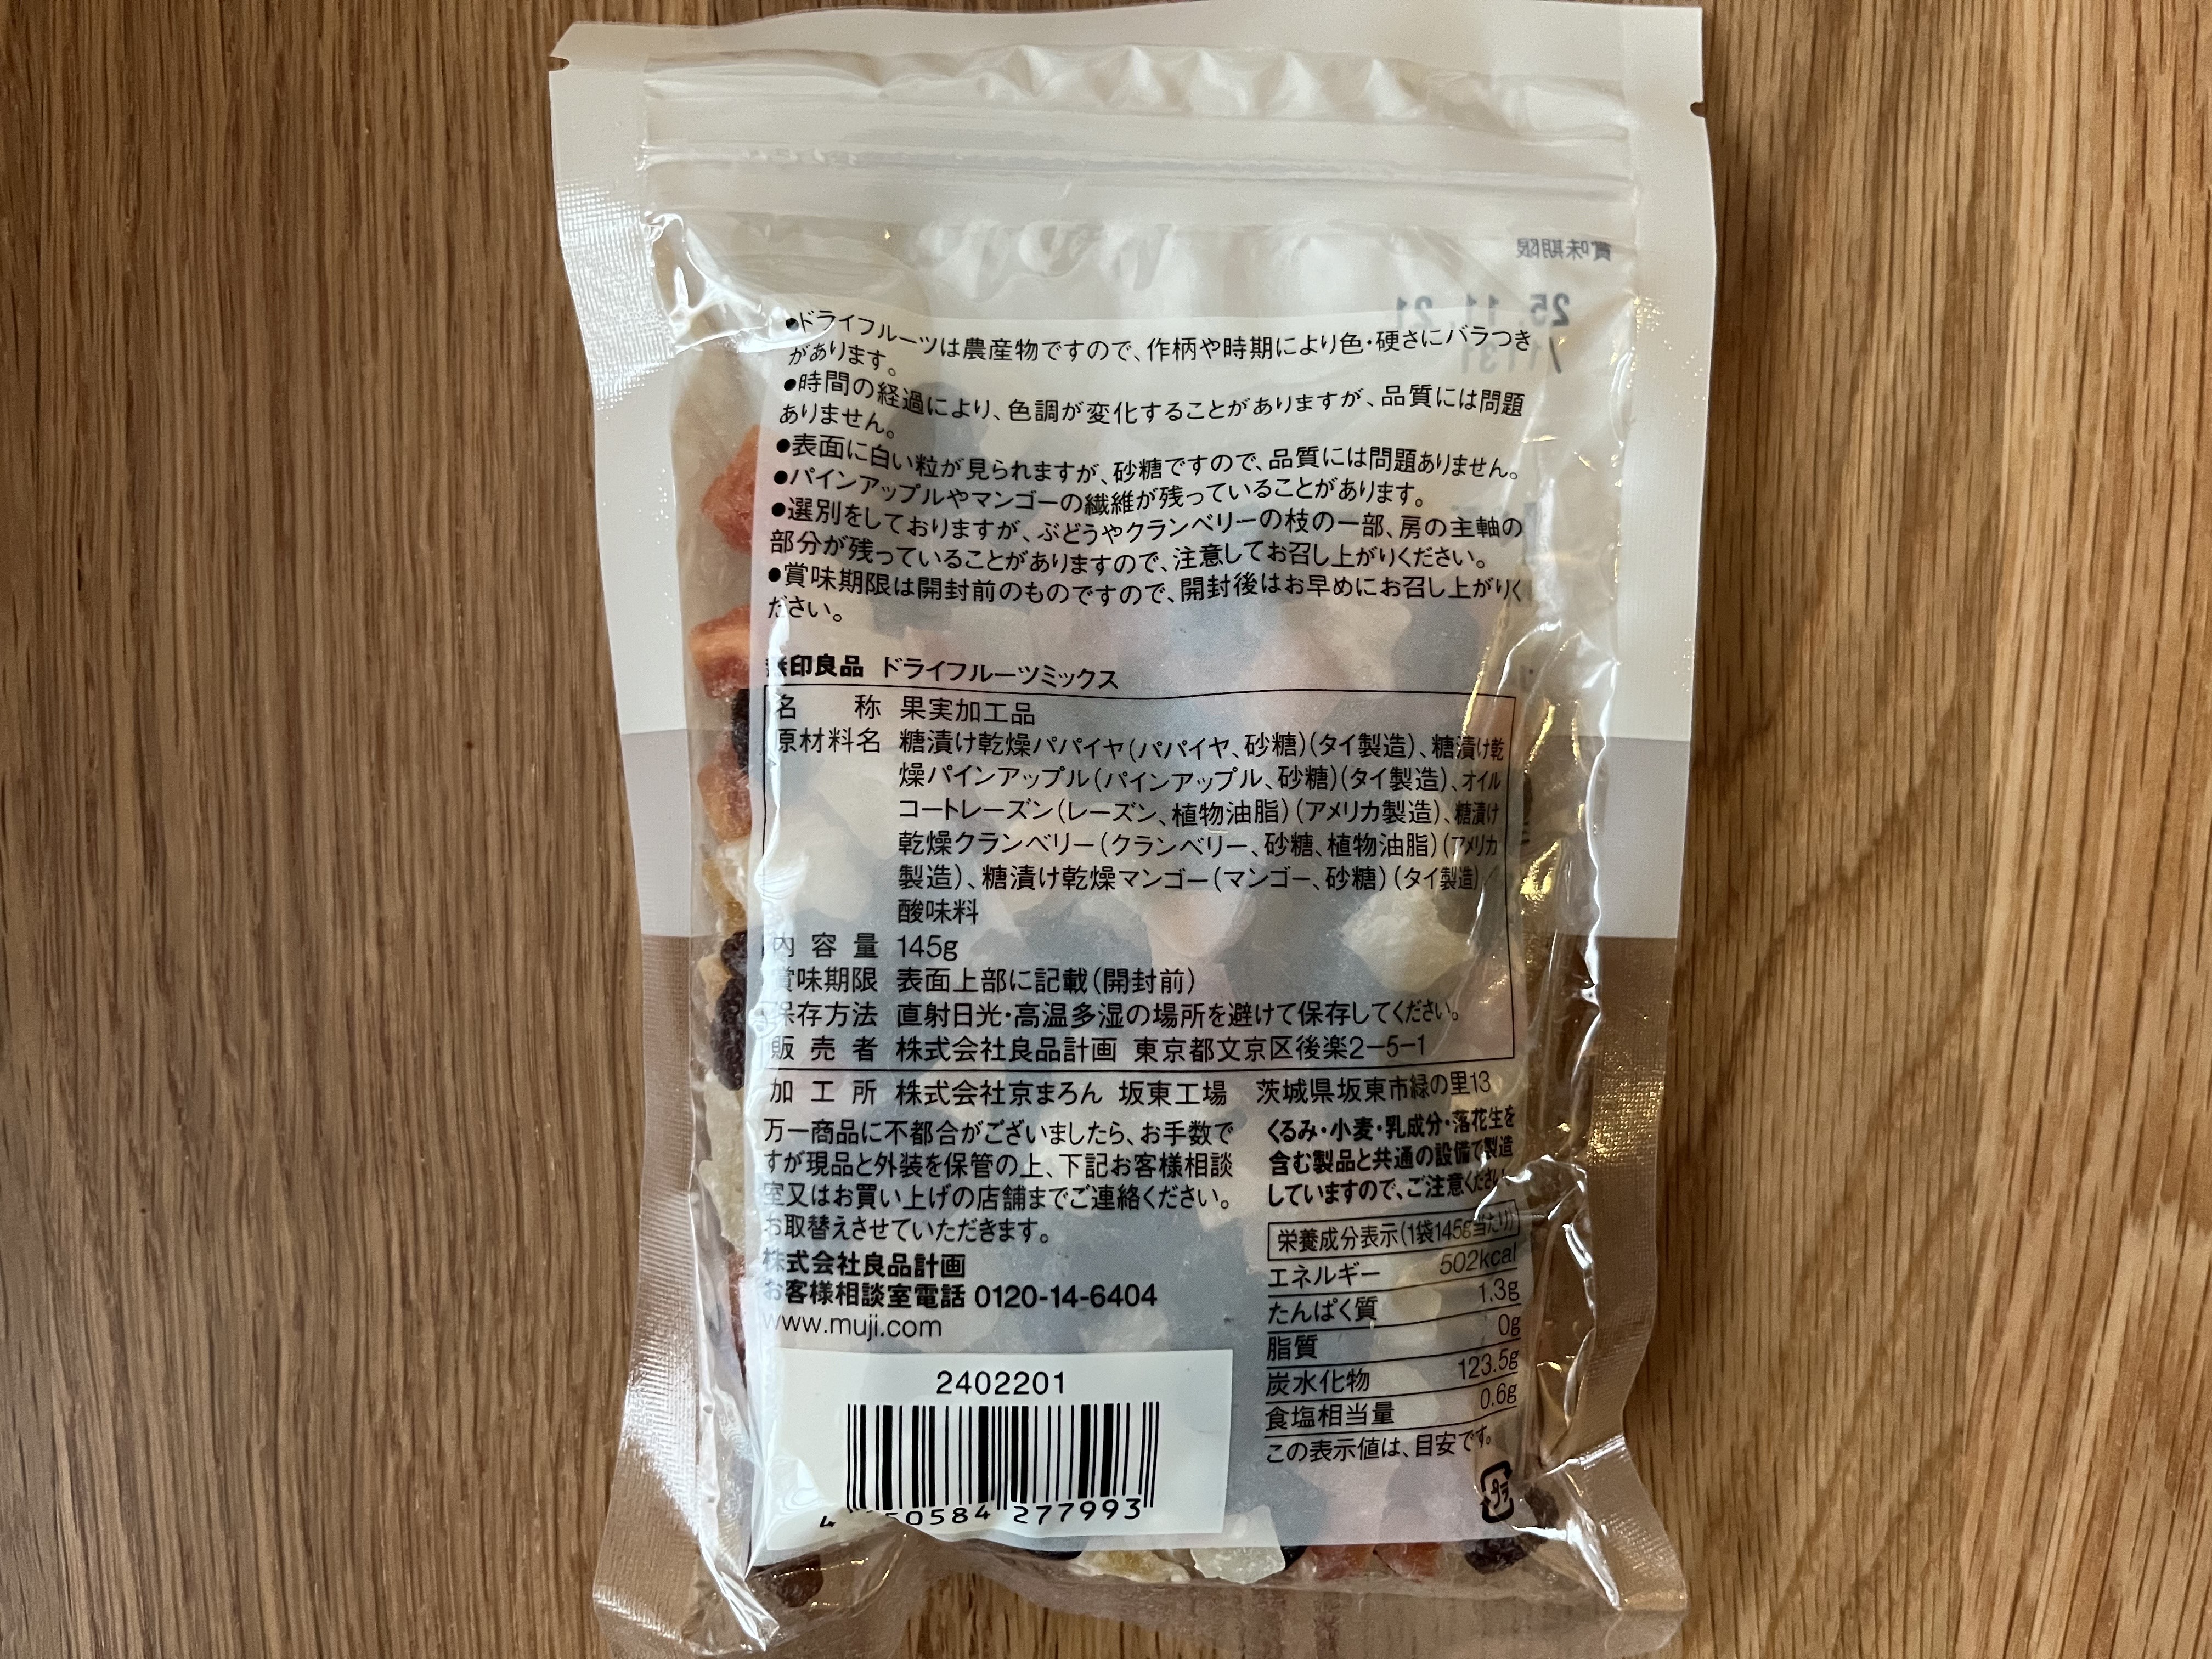 賞味期限
25.11.21
●ドライフルーツは農産物ですので、作柄や時期により色・硬さにバラつき
があります。
●時間の経過により、色調が変化することがありますが、品質には問題
ありません。
●表面に白い粒が見られますが、砂糖ですので、品質には問題ありません。
●パインアップルやマンゴーの繊維が残っていることがあります。
●選別をしておりますが、ぶどうやクランベリーの枝の一部、房の主軸の
部分が残っていることがありますので、注意してお召し上がりください。
●賞味期限は開封前のものですので、開封後はお早めにお召し上がりく
ださい。
無印良品 ドライフルーツミックス
名称 果実加工品
原材料名 糖漬け乾燥パパイヤ(パパイヤ、砂糖)(タイ製造)、糖漬け乾
燥パインアップル(パインアップル、砂糖)(タイ製造)、オイル
コートレーズン(レーズン、植物油脂)(アメリカ製造)、糖漬け
乾燥クランベリー(クランベリー、砂糖、植物油脂)(アメリカ
製造)、糖漬け乾燥マンゴー(マンゴー、砂糖)(タイ製造)
酸味料
内容量 145g
賞味期限 表面上部に記載(開封前)
保存方法 直射日光・高温多湿の場所を避けて保存してください。
販売者 株式会社良品計画 東京都文京区後楽2-5-1
加工所 株式会社京まろん 坂東工場 茨城県坂東市緑の里13
万一商品に不都合がございましたら、お手数で
すが現品と外装を保管の上、下記お客様相談
室又はお買い上げの店舗までご連絡ください。
お取替えさせていただきます。
株式会社良品計画
お客様相談室電話 0120-14-6404
www.muji.com
くるみ・小麦・乳成分・落花生を
含む製品と共通の設備で製造
していますので、ご注意ください
栄養成分表示(1袋145g当たり)
エネルギー 502kcal
たんぱく質 1.3g
脂質 0g
炭水化物 123.5g
食塩相当量 0.6g
この表示値は、目安です。
プラ
2402201
277993